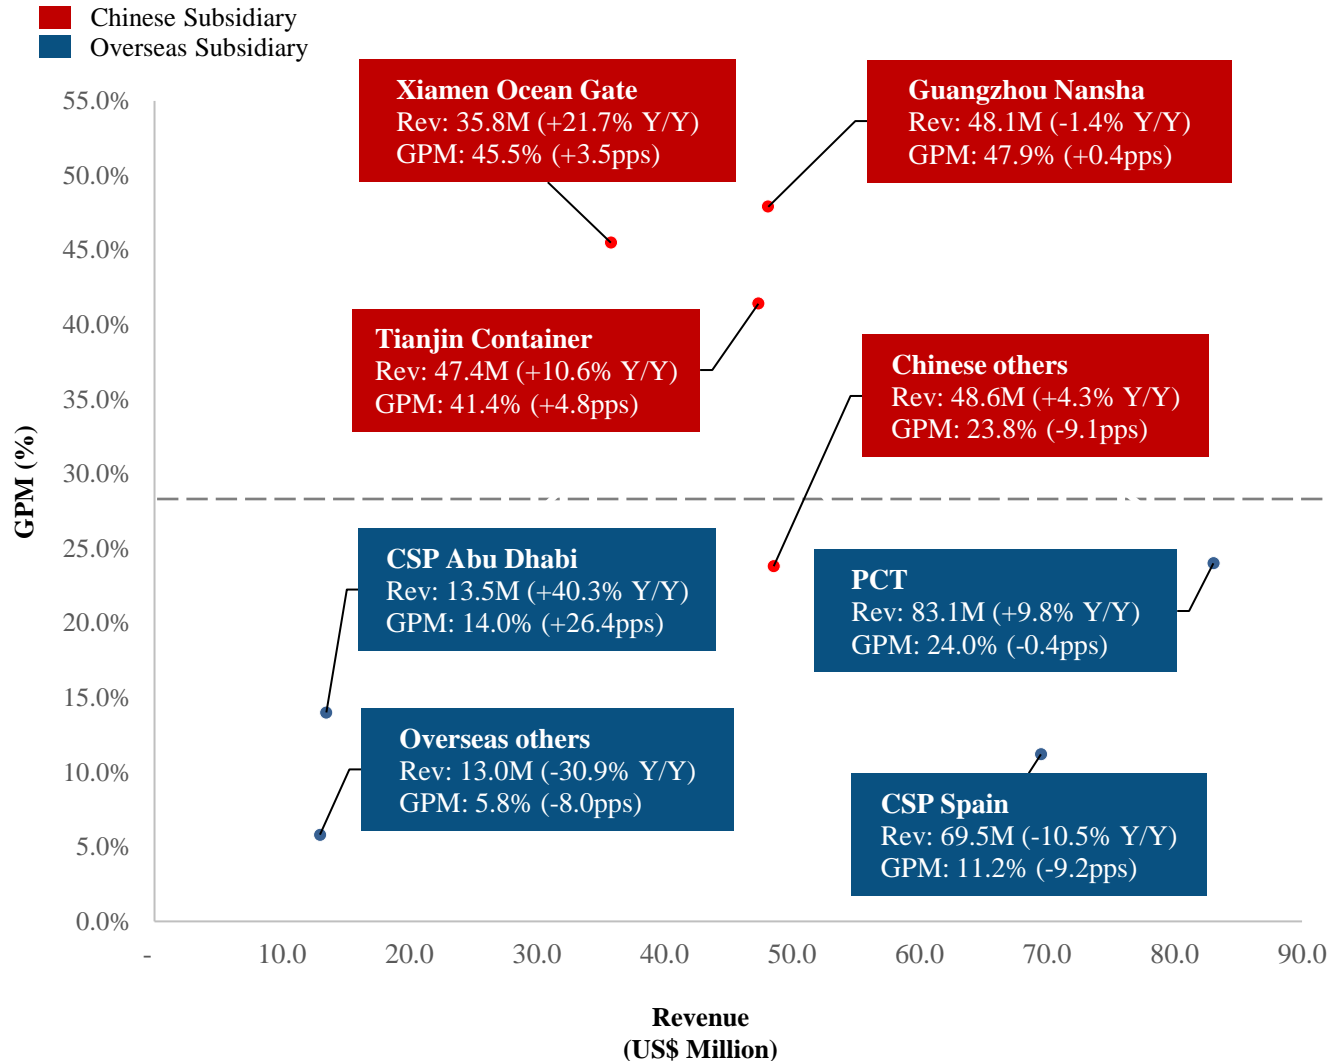 Chinese Subsidiary
Overseas Subsidiary
Xiamen Ocean Gate
Rev: 35.8M (+21.7% Y/Y)
GPM: 45.5% (+3.5pps)
Guangzhou Nansha
Rev: 48.1M (-1.4% Y/Y)
GPM: 47.9% (+0.4pps)
Tianjin Container
Rev: 47.4M (+10.6% Y/Y)
GPM: 41.4% (+4.8pps)
Chinese others
Rev: 48.6M (+4.3% Y/Y)
GPM: 23.8% (-9.1pps)
CSP Abu Dhabi
Rev: 13.5M (+40.3% Y/Y)
GPM: 14.0% (+26.4pps)
PCT
Rev: 83.1M (+9.8% Y/Y)
GPM: 24.0% (-0.4pps)
Overseas others
Rev: 13.0M (-30.9% Y/Y)
GPM: 5.8% (-8.0pps)
CSP Spain
Rev: 69.5M (-10.5% Y/Y)
GPM: 11.2% (-9.2pps)
GPM (%)
55.0%
50.0%
45.0%
40.0%
35.0%
30.0%
25.0%
20.0%
15.0%
10.0%
5.0%
0.0%
- 10.0 20.0 30.0 40.0 50.0 60.0 70.0 80.0 90.0
Revenue
(US$ Million)